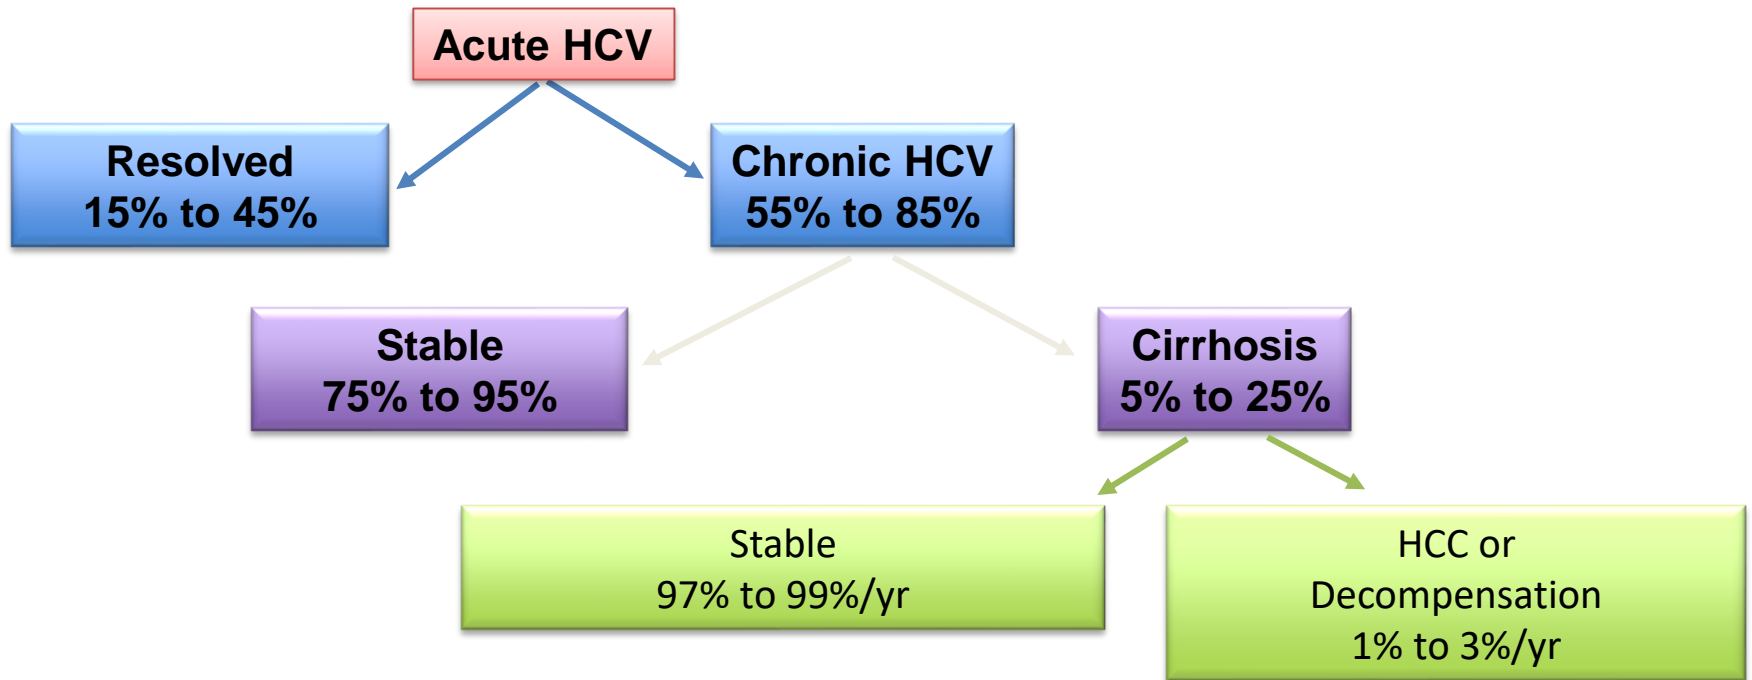 Acute HCV
Resolved
15% to 45%
Chronic HCV
55% to 85%
Stable
75% to 95%
Cirrhosis
5% to 25%
Stable
97% to 99%/yr
HCC or
Decompensation
1% to 3%/yr